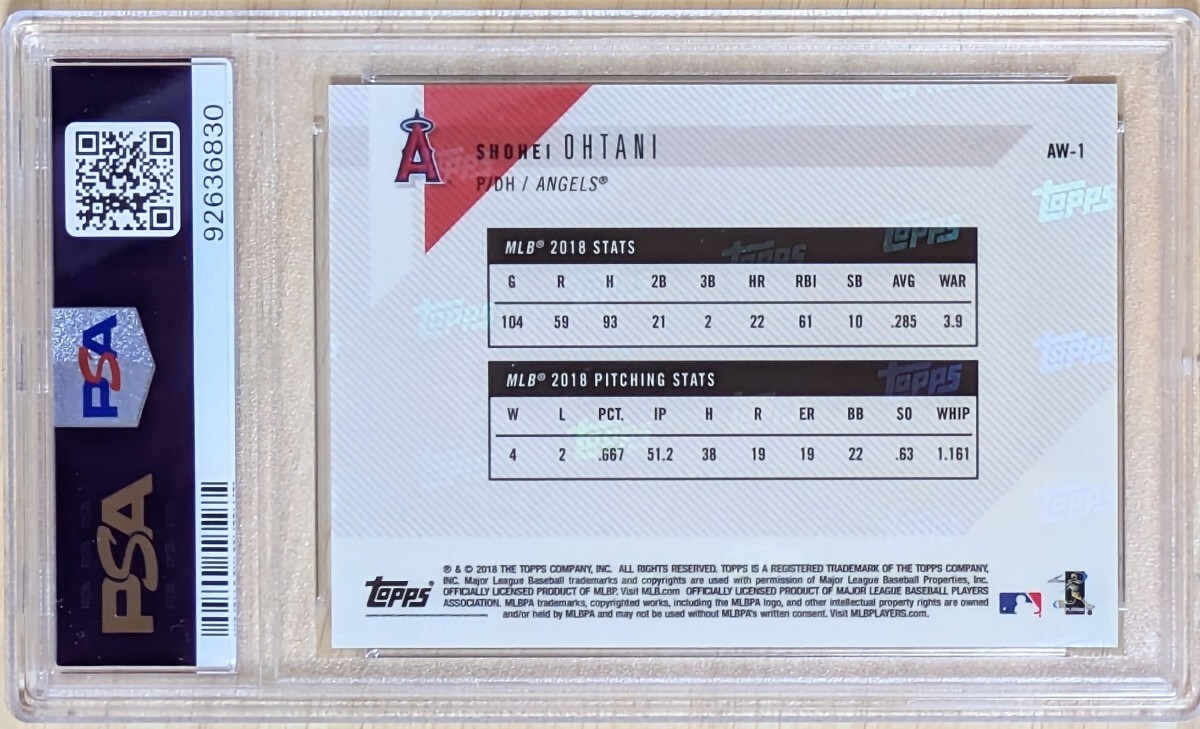 92636830
PSA
PSA
A
SHOHEI OHTANI
AW-1
P/DH / ANGELS®
MLB® 2018 STATS
G R H 2B 3B HR RBI SB AVG WAR
104 59 93 21 2 22 61 10 .285 3.9
MLB® 2018 PITCHING STATS
W L PCT. IP H R ER BB SO WHIP
4 2 .667 51.2 38 19 19 22 .63 1.161
topps®
® & © 2018 THE TOPPS COMPANY, INC. ALL RIGHTS RESERVED. TOPPS IS A REGISTERED TRADEMARK OF THE TOPPS COMPANY,
INC. Major League Baseball trademarks and copyrights are used with permission of Major League Baseball Properties, Inc.
OFFICIALLY LICENSED PRODUCT OF MLBP. Visit MLB.com OFFICIALLY LICENSED PRODUCT OF MAJOR LEAGUE BASEBALL PLAYERS
ASSOCIATION. MLBPA trademarks, copyrighted works, including the MLBPA logo, and other intellectual property rights are owned
and/or held by MLBPA and may not be used without MLBPA's written consent. Visit MLBPLAYERS.com.
topps
topps
topps
topps
topps
topps
topps